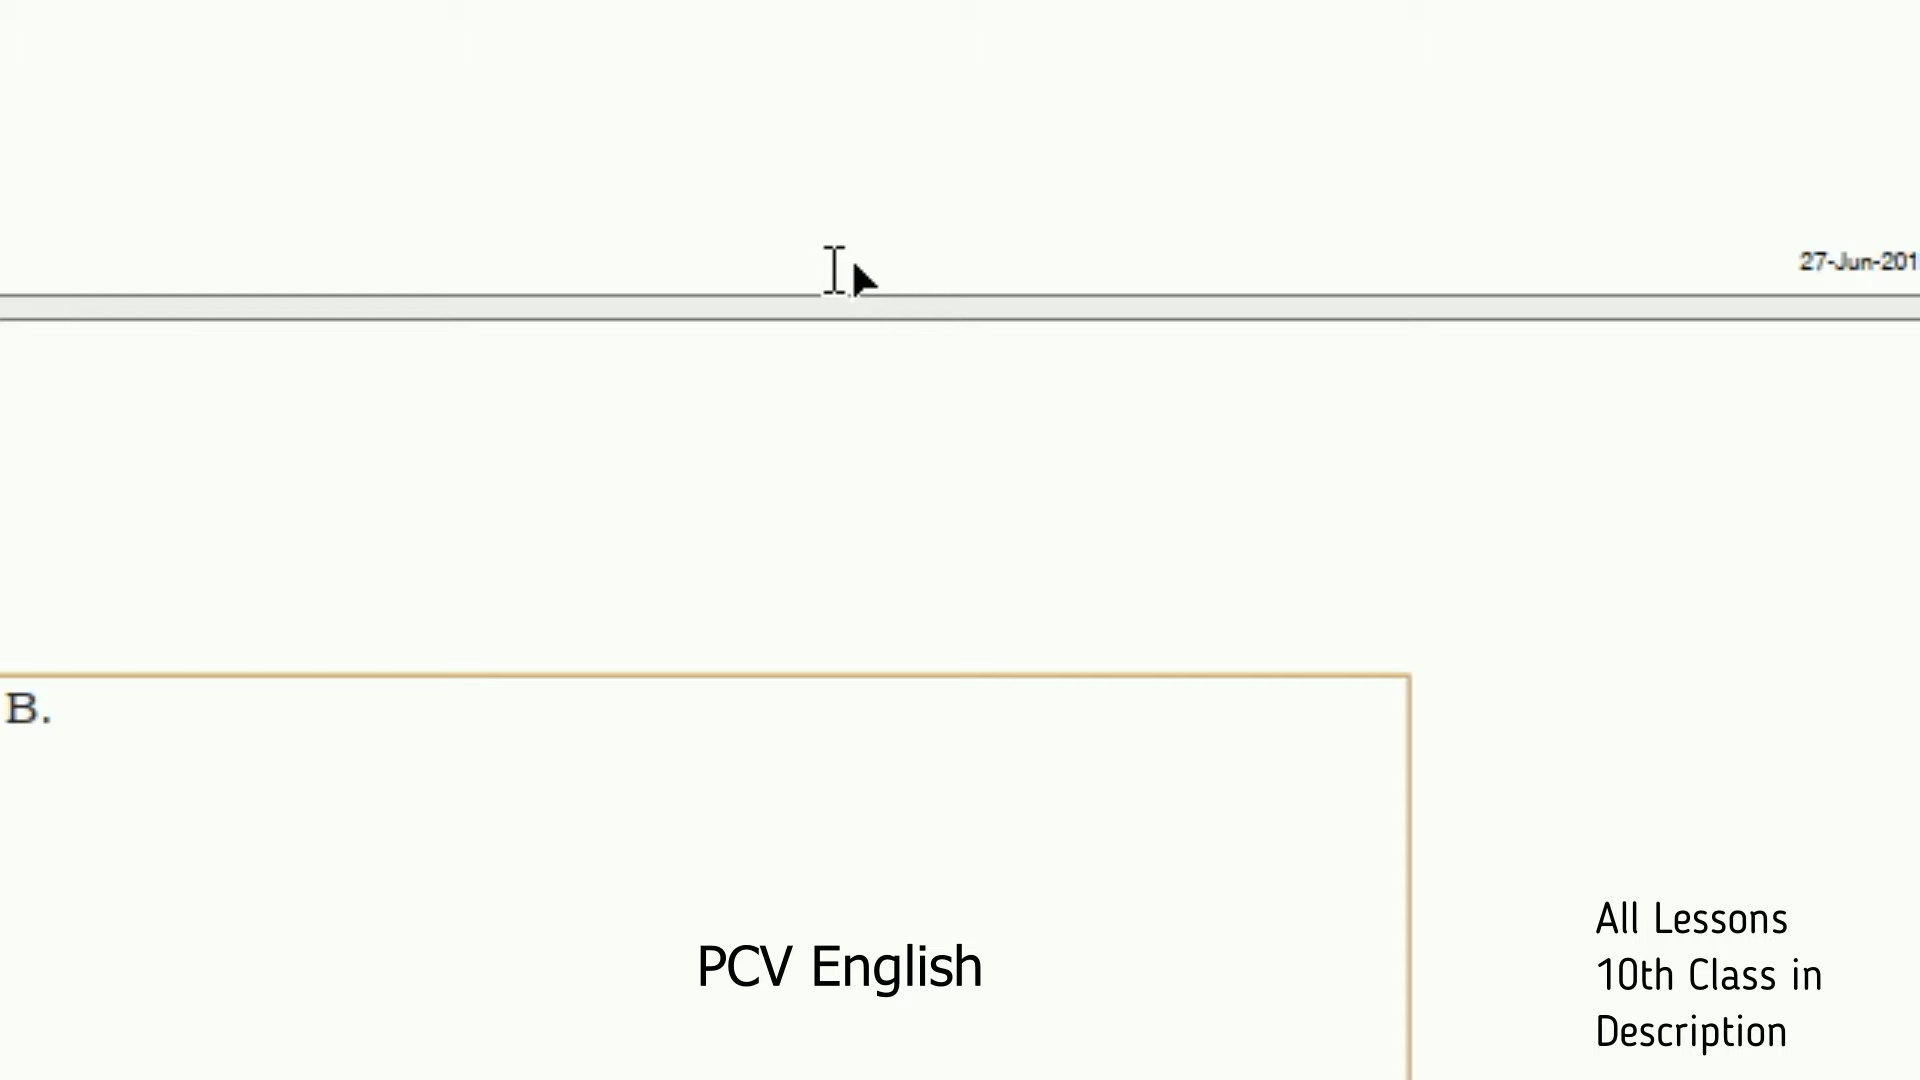 27-Jun-201
B.
PCV English
All Lessons
10th Class in
Description